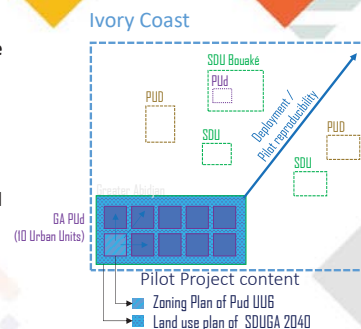 Ivory Coast
SDU Bouaké
PUd
PUD
SDU
Deployment /
Pilot reproducibility
PUD
SDU
Greater Abidjan
GA PUd
(10 Urban Units)
Pilot Project content
Zoning Plan of Pud UU6
Land use plan of SDUGA 2040